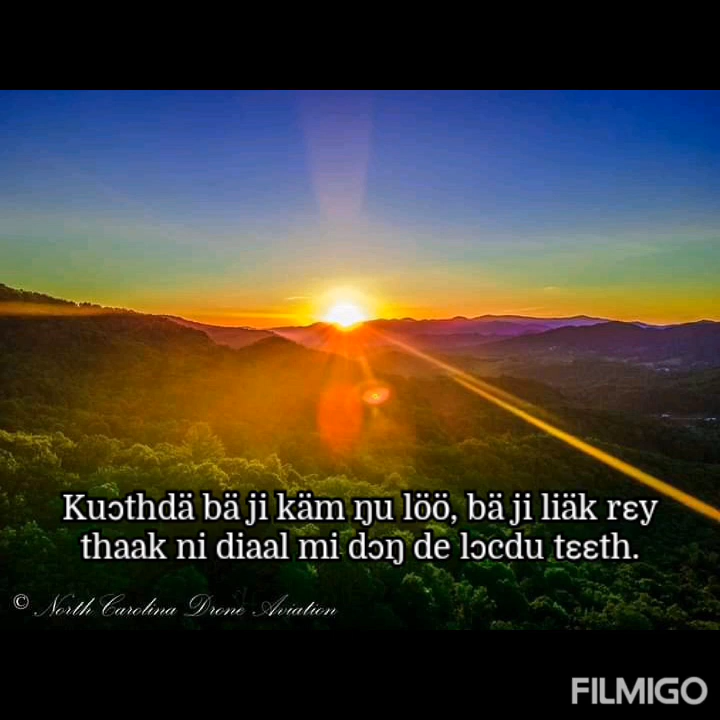 Kuɔthdä bä ji käm ŋu löö, bä ji liäk rɛy
thaak ni diaal mi dɔŋ de lɔcdu tɛɛth.
© North Carolina Drone Aviation
FILMIGO